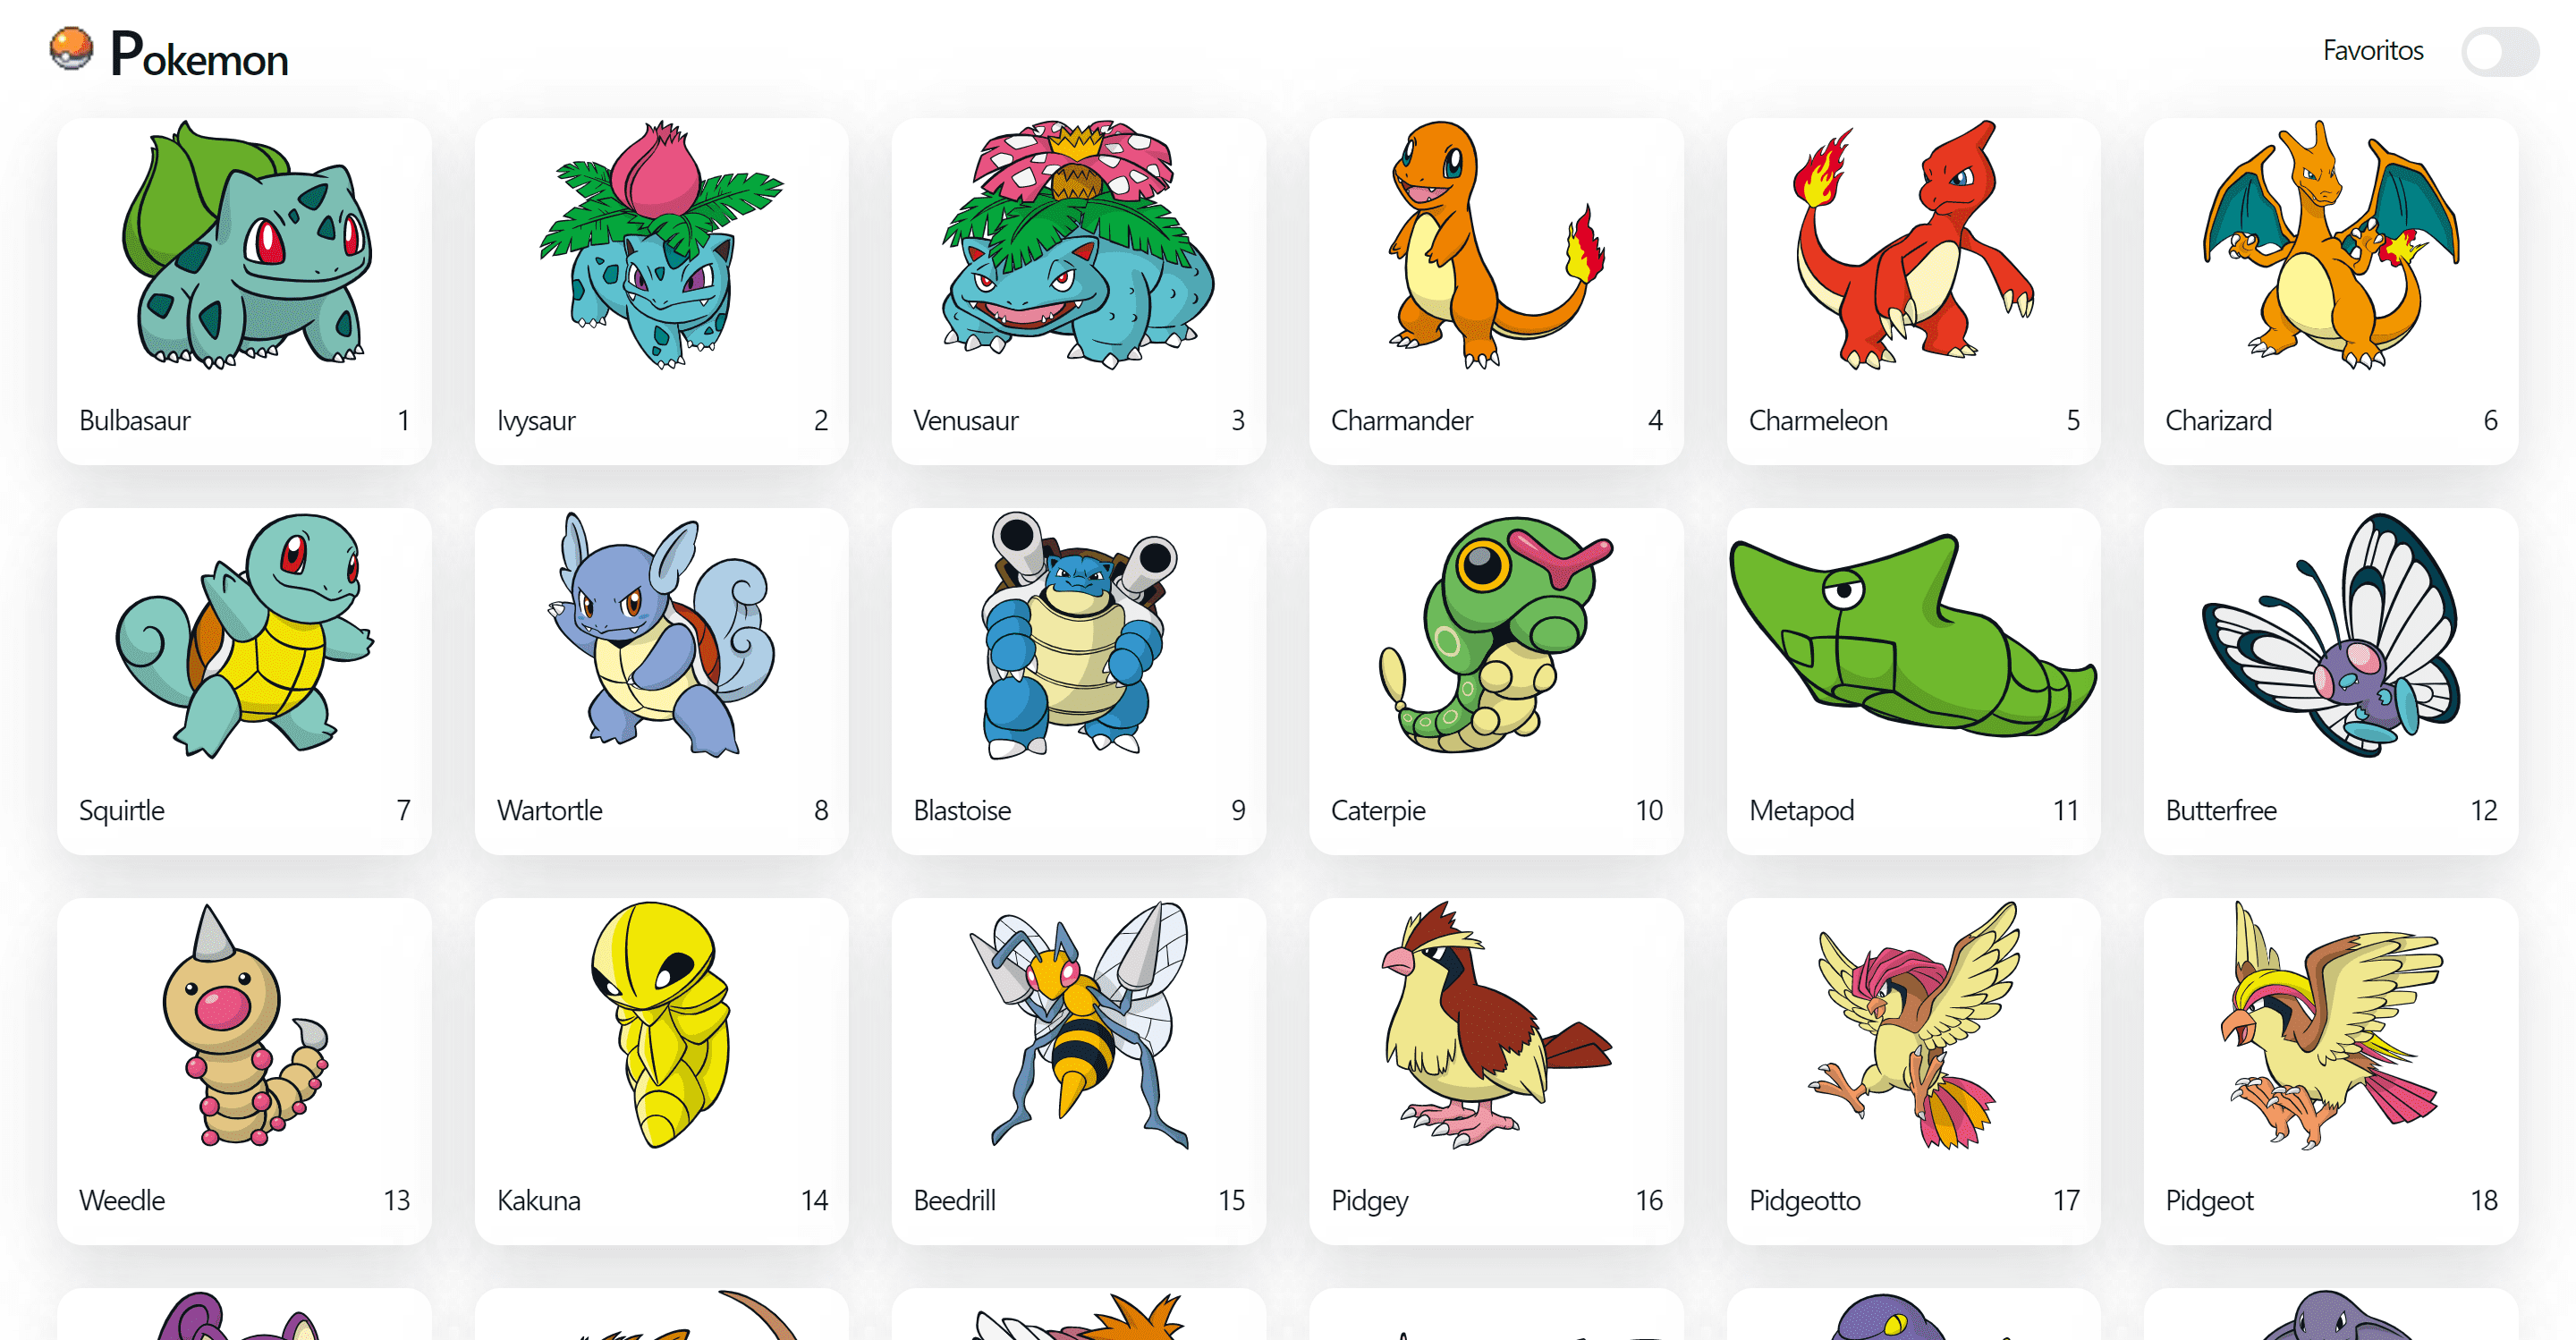 Pokemon
Favoritos
Bulbasaur 1
Ivysaur 2
Venusaur 3
Charmander 4
Charmeleon 5
Charizard 6
Squirtle 7
Wartortle 8
Blastoise 9
Caterpie 10
Metapod 11
Butterfree 12
Weedle 13
Kakuna 14
Beedrill 15
Pidgey 16
Pidgeotto 17
Pidgeot 18